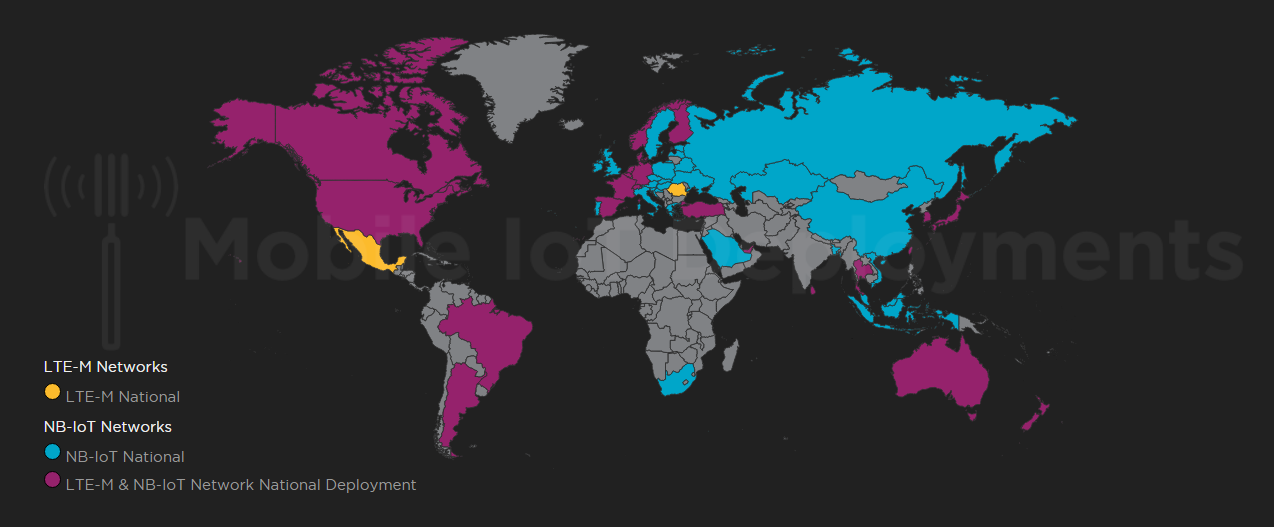 Mobile IoT Deployments
LTE-M Networks
LTE-M National
NB-IoT Networks
NB-IoT National
LTE-M & NB-IoT Network National Deployment